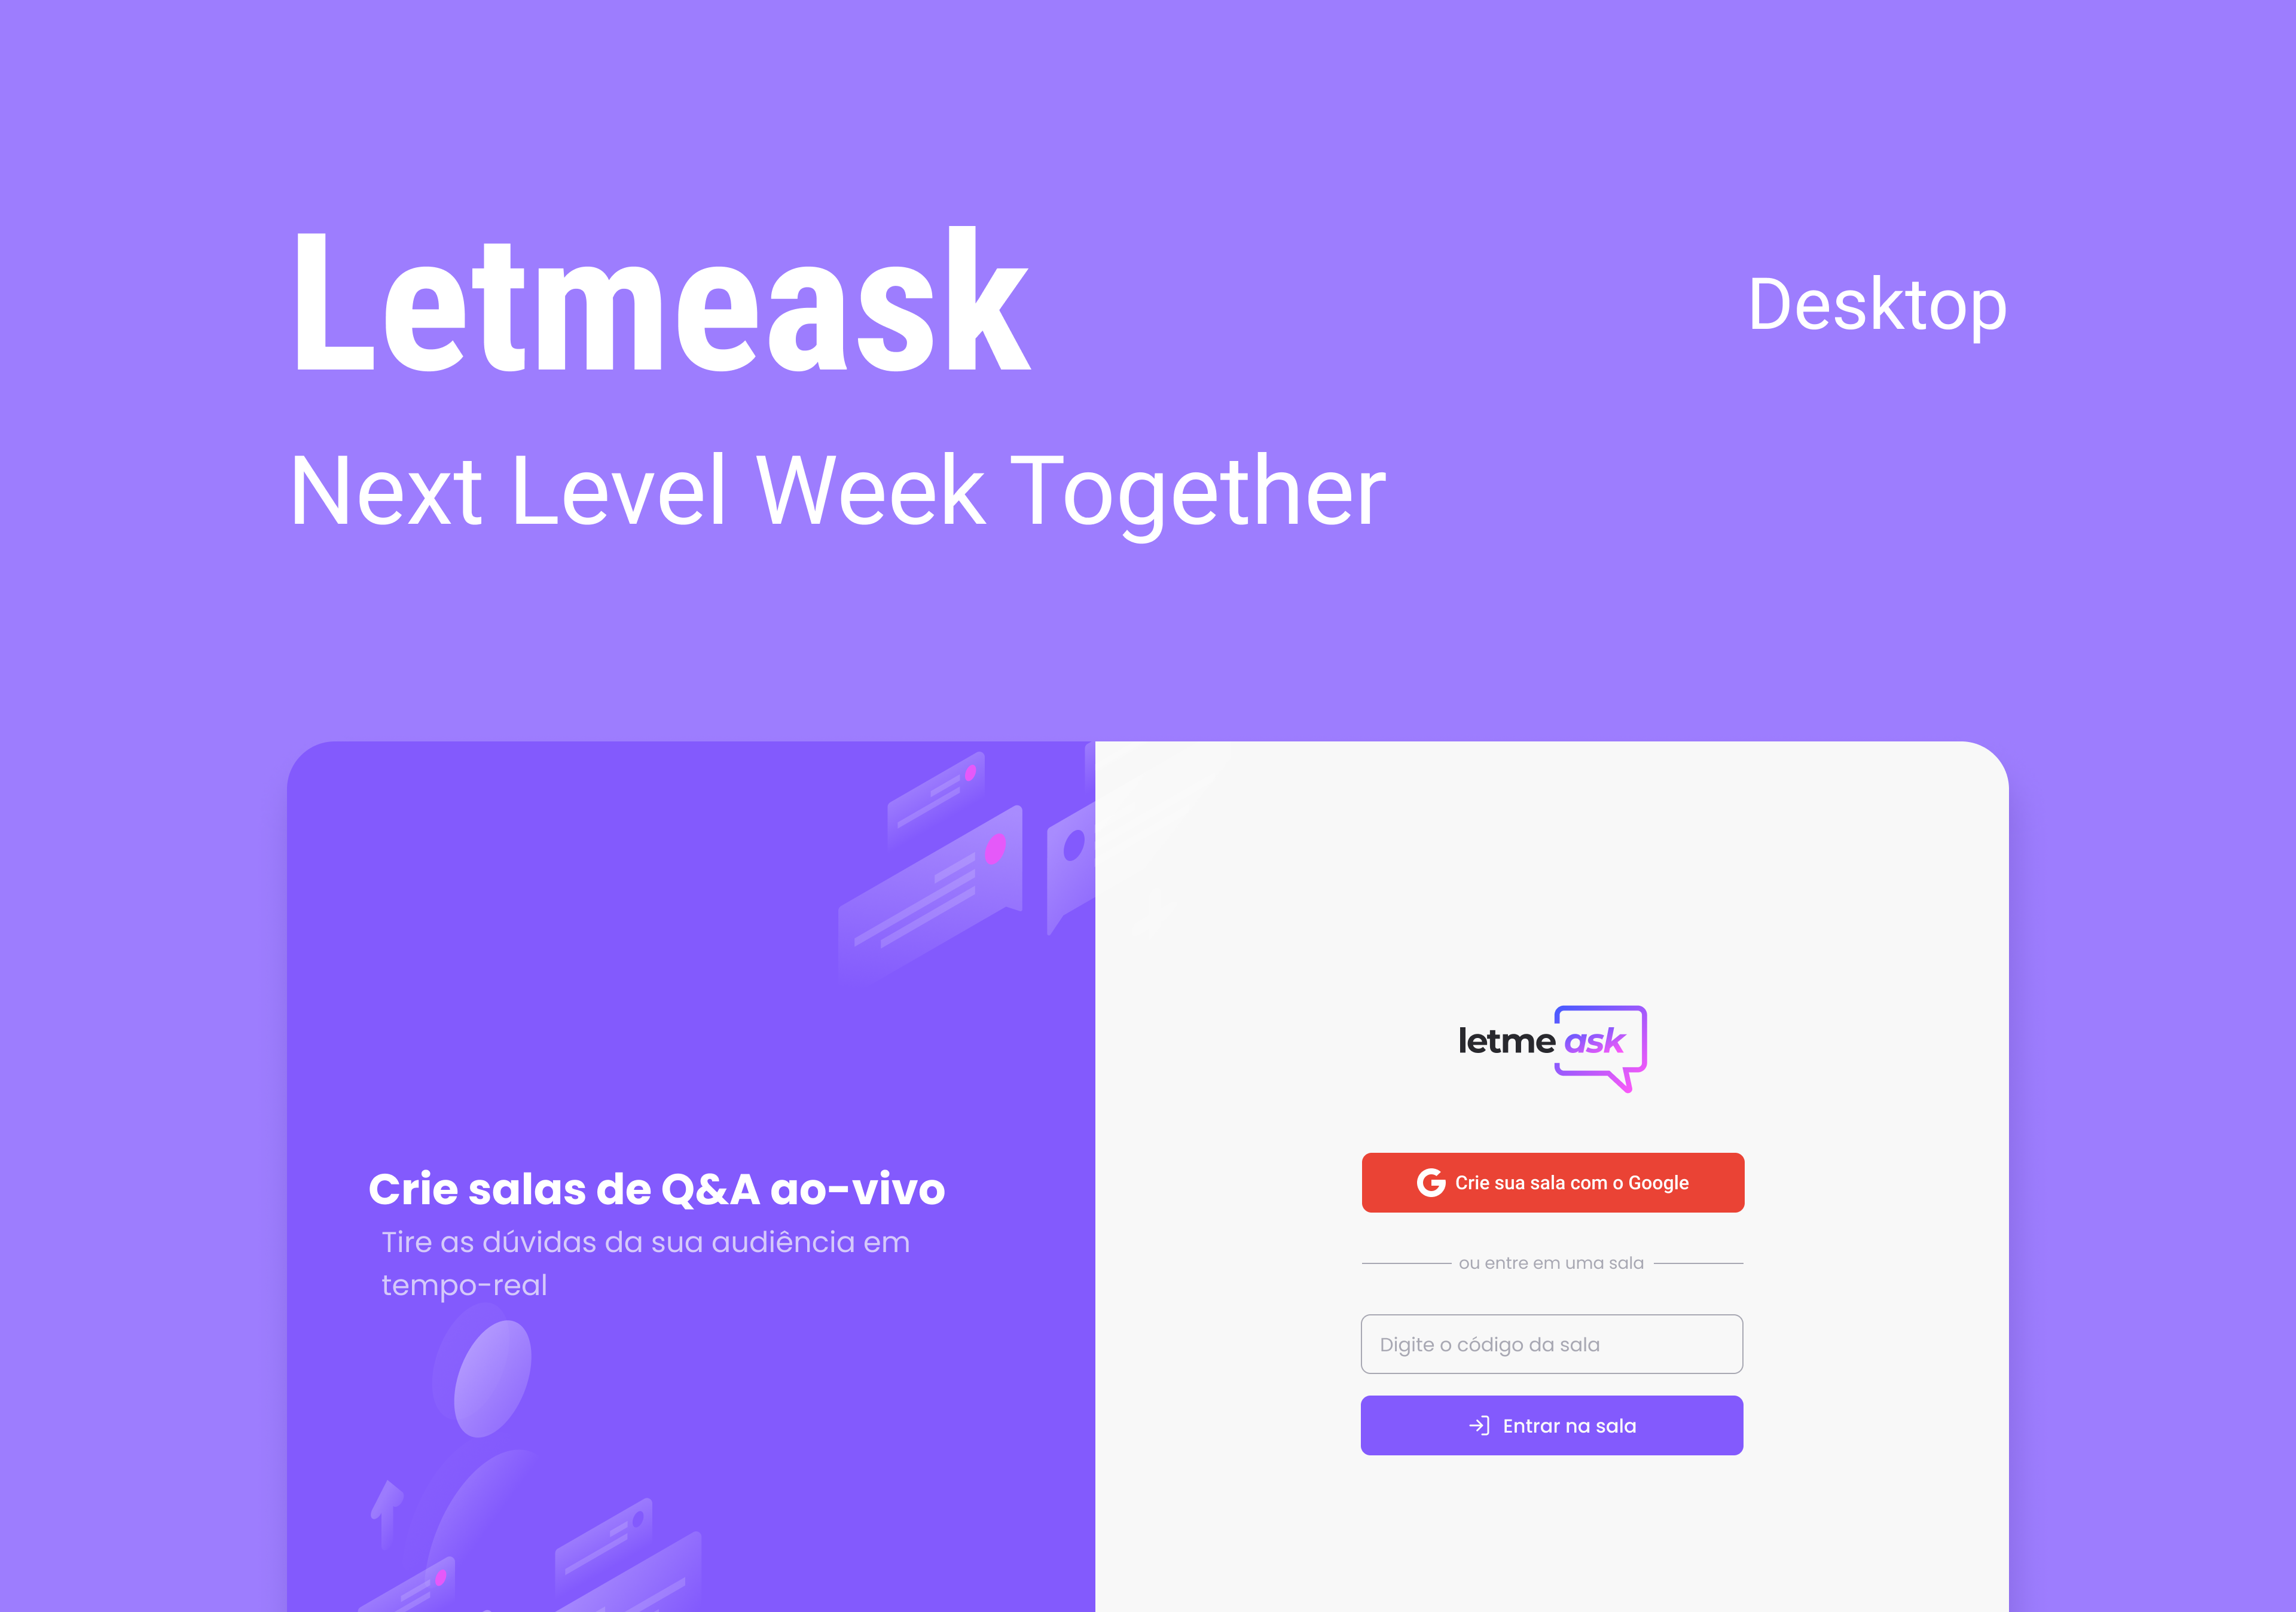 Letmeask
Desktop
Next Level Week Together
Crie salas de Q&A ao-vivo
Tire as dúvidas da sua audiência em
tempo-real
letme ask
Crie sua sala com o Google
ou entre em uma sala
Digite o código da sala
Entrar na sala